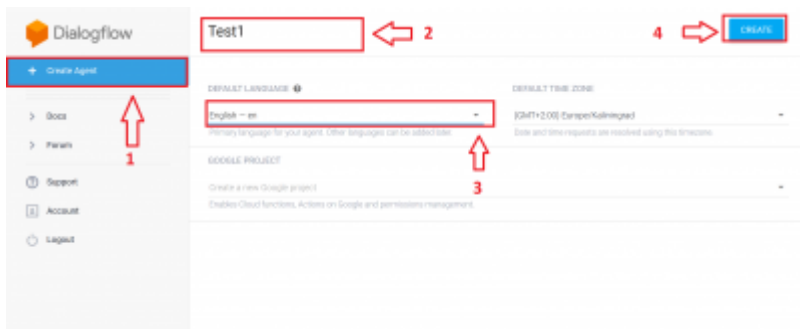 Dialogflow
Test1
2
4
CREATE
+ Create Agent
1
> Docs
> Forum
Support
Account
Logout
DEFAULT LANGUAGE
English — en
Primary language for your agent. Other languages can be added later.
3
DEFAULT TIME ZONE
(GMT+2:00) Europe/Kaliningrad
Date and time requests are resolved using this timezone.
GOOGLE PROJECT
Create a new Google project
Enables Cloud functions, Actions on Google and permissions management.